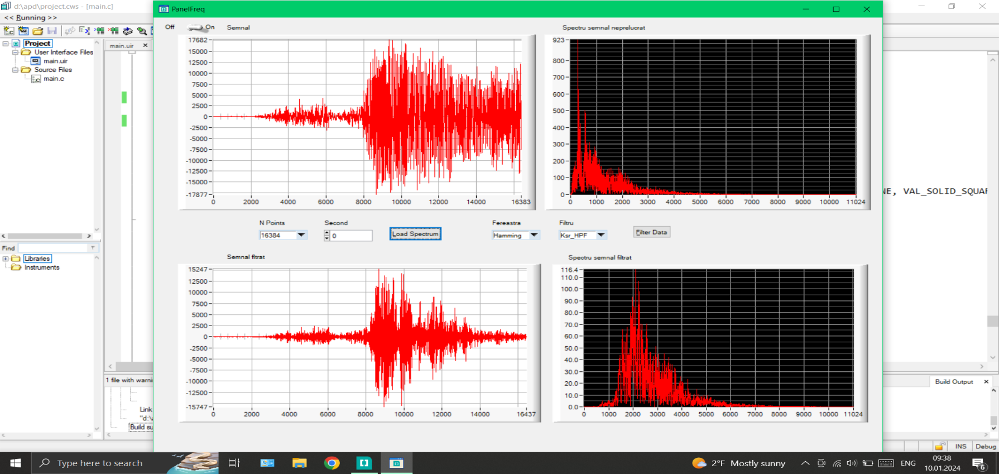 d:\apd\project.cws - [main.c]
PanelFreq
<< Running >>
Off
On
Semnal
Spectru semnal neprelucrat
Project
User Interface Files
main.uir
Source Files
main.c
main.uir
17682
15000
12500
10000
7500
5000
2500
0
-2500
-5000
-7500
-10000
-12500
-15000
-17877
0 2000 4000 6000 8000 10000 12000 14000 16383
923
800
700
600
500
400
300
200
100
0
0 1000 2000 3000 4000 5000 6000 7000 8000 9000 10000 11024
NE, VAL_SOLID_SQUAR
N Points
Second
Fereastra
Filtru
16384
0
Load Spectrum
Hamming
Ksr_HPF
Filter Data
Find
Libraries
Instruments
Semnal fltrat
Spectru semnal filtrat
15247
12500
10000
7500
5000
2500
0
-2500
-5000
-7500
-10000
-12500
-15747
0 2000 4000 6000 8000 10000 12000 14000 16437
116.4
110.0
100.0
90.0
80.0
70.0
60.0
50.0
40.0
30.0
20.0
10.0
0.0
0 1000 2000 3000 4000 5000 6000 7000 8000 9000 10000 11024
1 file with warni
Build Output
Link
"d:\
Build su
INS
Debug
Type here to search
2°F Mostly sunny
ENG
09:38
10.01.2024
6